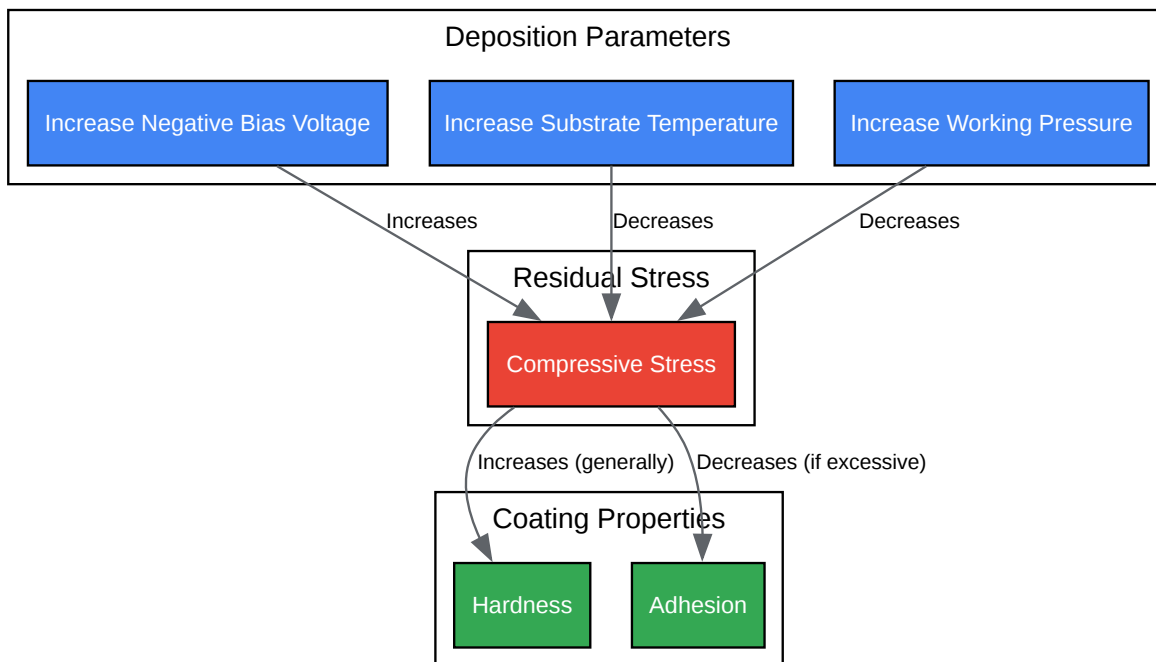 Deposition Parameters
Increase Negative Bias Voltage
Increase Substrate Temperature
Increase Working Pressure
Increases
Decreases
Decreases
Residual Stress
Compressive Stress
Increases (generally)
Decreases (if excessive)
Coating Properties
Hardness
Adhesion